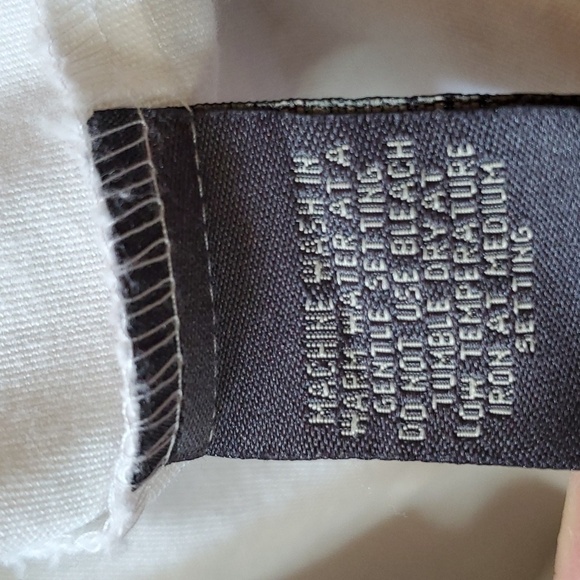 MACHINE WASH IN
WARM WATER AT A
GENTLE SETTING
DO NOT USE BLEACH
TUMBLE DRY AT
LOW TEMPERATURE
IRON AT MEDIUM
SETTING